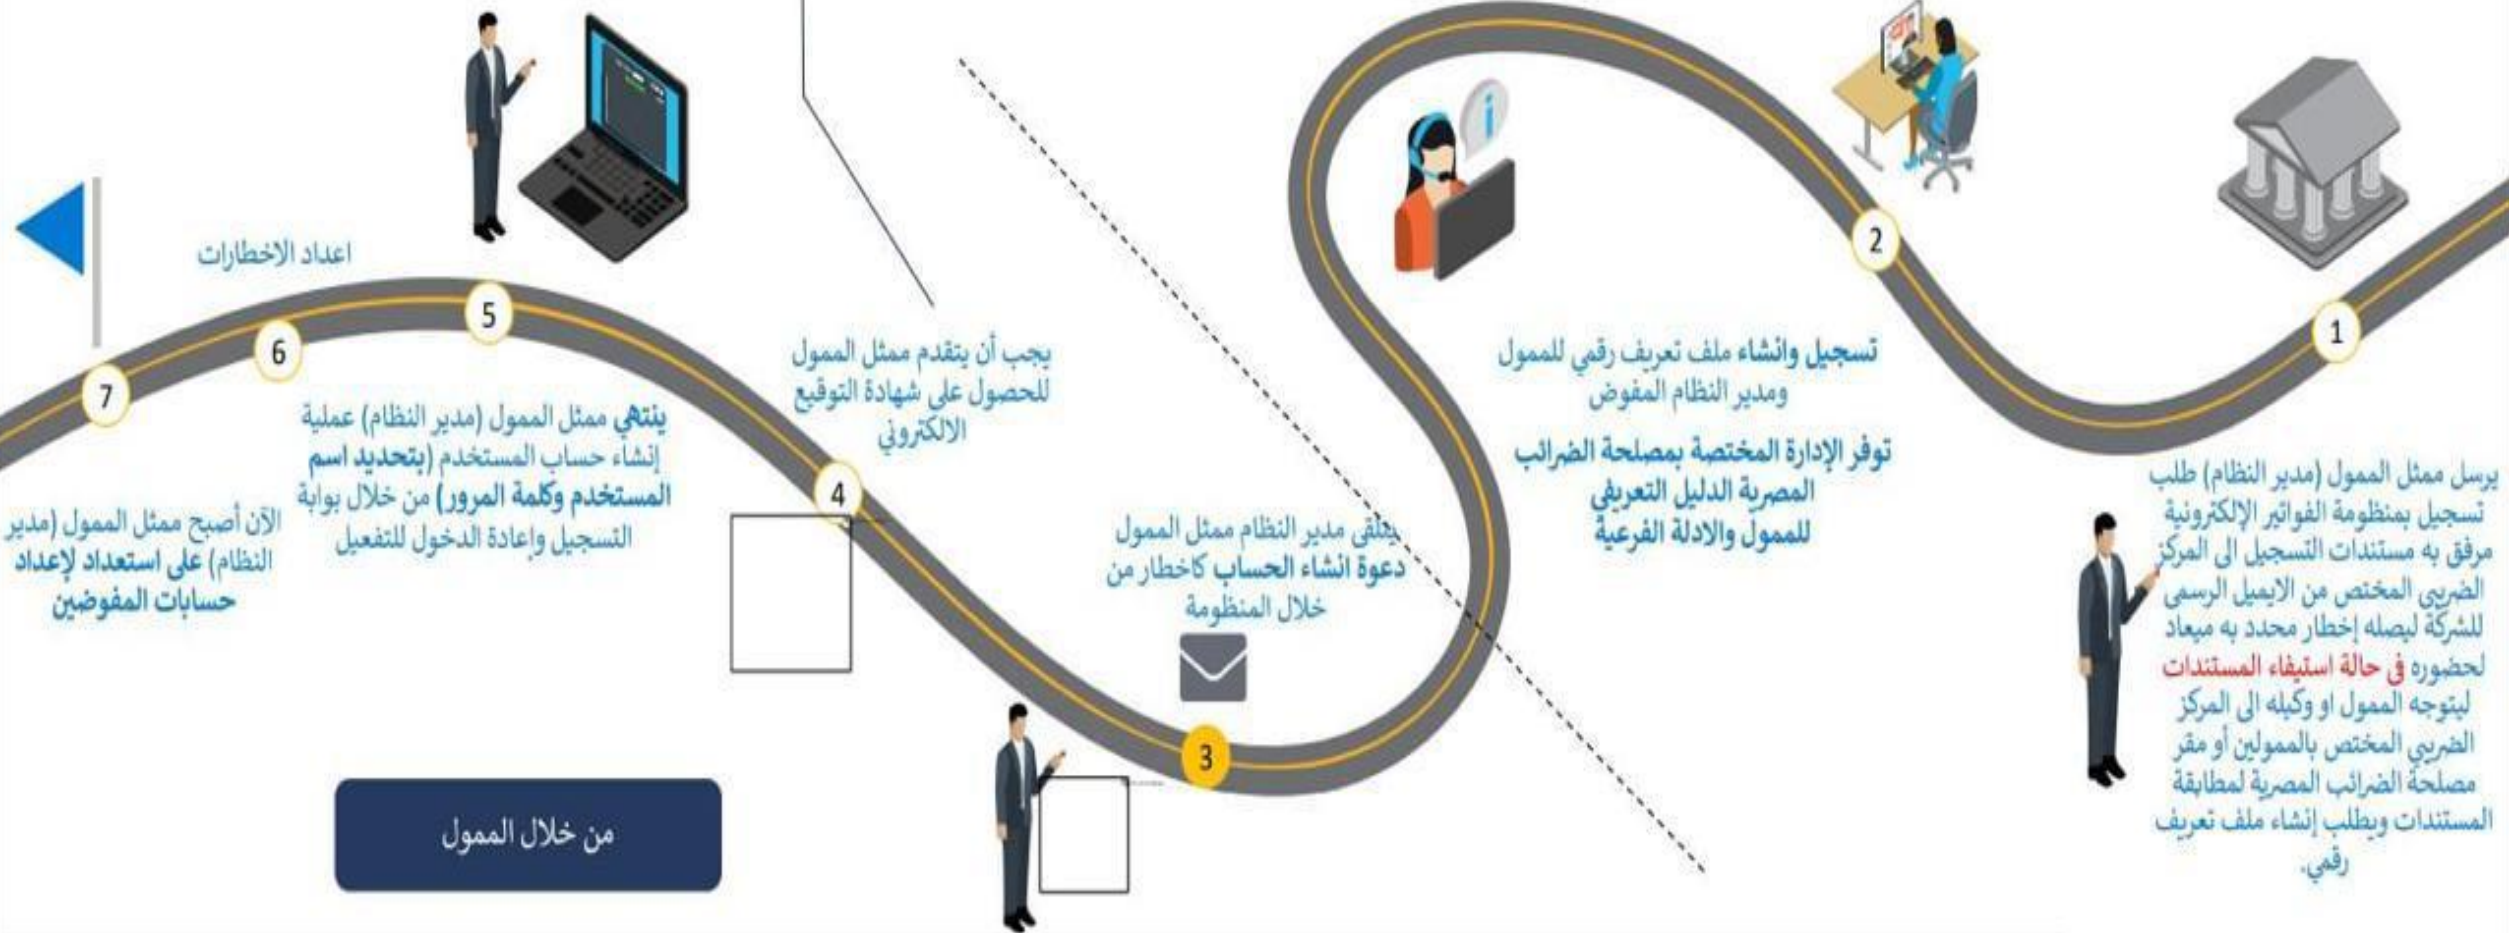 1
يرسل ممثل الممول (مدير النظام) طلب
تسجيل بمنظومة الفواتير الإلكترونية
مرفق به مستندات التسجيل الى المركز
الضريبى المختص من الايميل الرسمى
للشركة ليصله إخطار محدد به ميعاد
لحضوره فى حالة استيفاء المستندات
ليتوجه الممول او وكيله الى المركز
الضريبي المختص بالممولين أو مقر
مصلحة الضرائب المصرية لمطابقة
المستندات ويطلب إنشاء ملف تعريف
رقمي.
2
تسجيل وانشاء ملف تعريف رقمي للممول
ومدير النظام المفوض
توفر الإدارة المختصة بمصلحة الضرائب
المصرية الدليل التعريفي
للممول والادلة الفرعية
3
يتلقى مدير النظام ممثل الممول
دعوة انشاء الحساب كاخطار من
خلال المنظومة
4
يجب أن يتقدم ممثل الممول
للحصول على شهادة التوقيع
الالكتروني
5
ينتهي ممثل الممول (مدير النظام) عملية
إنشاء حساب المستخدم (بتحديد اسم
المستخدم وكلمة المرور) من خلال بوابة
التسجيل وإعادة الدخول للتفعيل
6
اعداد الاخطارات
7
الآن أصبح ممثل الممول (مدير
النظام) على استعداد لإعداد
حسابات المفوضين
من خلال الممول